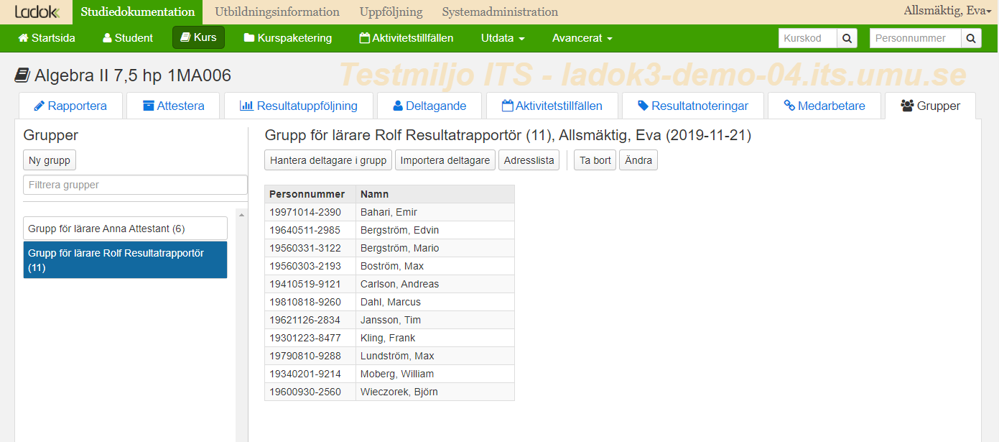 Ladok Studiedokumentation Utbildningsinformation Uppföljning Systemadministration Allsmäktig, Eva
Startsida Student Kurs Kurspaketering Aktivitetstillfällen Utdata Avancerat Kurskod Personnummer
Algebra II 7,5 hp 1MA006
Testmiljo ITS - ladok3-demo-04.its.umu.se
Rapportera Attestera Resultatuppföljning Deltagande Aktivitetstillfällen Resultatnoteringar Medarbetare Grupper
Grupper
Ny grupp
Filtrera grupper
Grupp för lärare Anna Attestant (6)
Grupp för lärare Rolf Resultatrapportör
(11)
Grupp för lärare Rolf Resultatrapportör (11), Allsmäktig, Eva (2019-11-21)
Hantera deltagare i grupp Importera deltagare Adresslista Ta bort Ändra
Personnummer Namn
19971014-2390 Bahari, Emir
19640511-2985 Bergström, Edvin
19560331-3122 Bergström, Mario
19560303-2193 Boström, Max
19410519-9121 Carlson, Andreas
19810818-9260 Dahl, Marcus
19621126-2834 Jansson, Tim
19301223-8477 Kling, Frank
19790810-9288 Lundström, Max
19340201-9214 Moberg, William
19600930-2560 Wieczorek, Björn